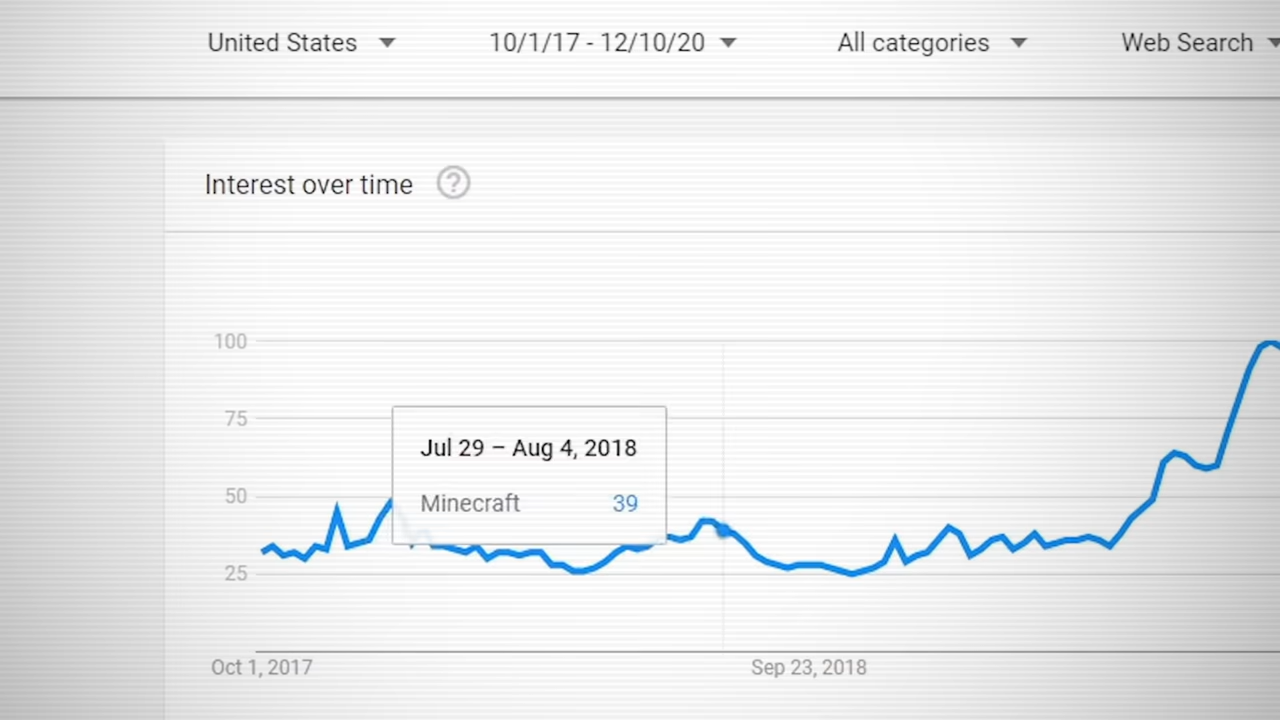 United States 10/1/17 - 12/10/20 All categories Web Search
Interest over time ?
100
75
Jul 29 – Aug 4, 2018
50
Minecraft 39
25
Oct 1, 2017 Sep 23, 2018